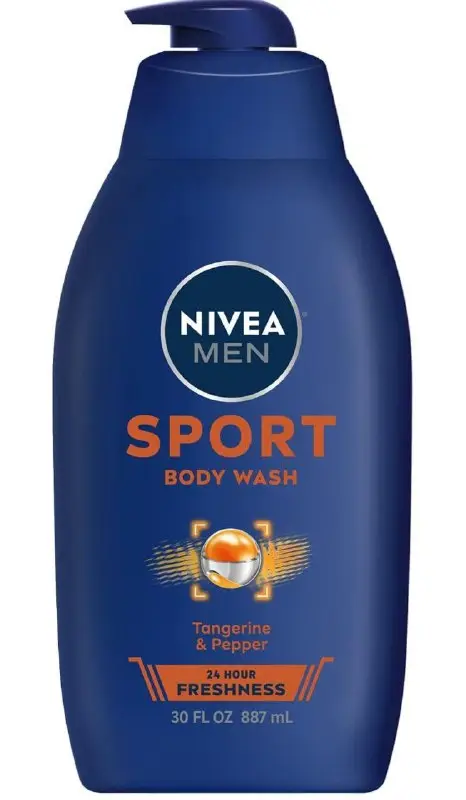 NIVEA
MEN
SPORT
BODY WASH
Tangerine
& Pepper
24 HOUR
FRESHNESS
30 FL OZ 887 mL